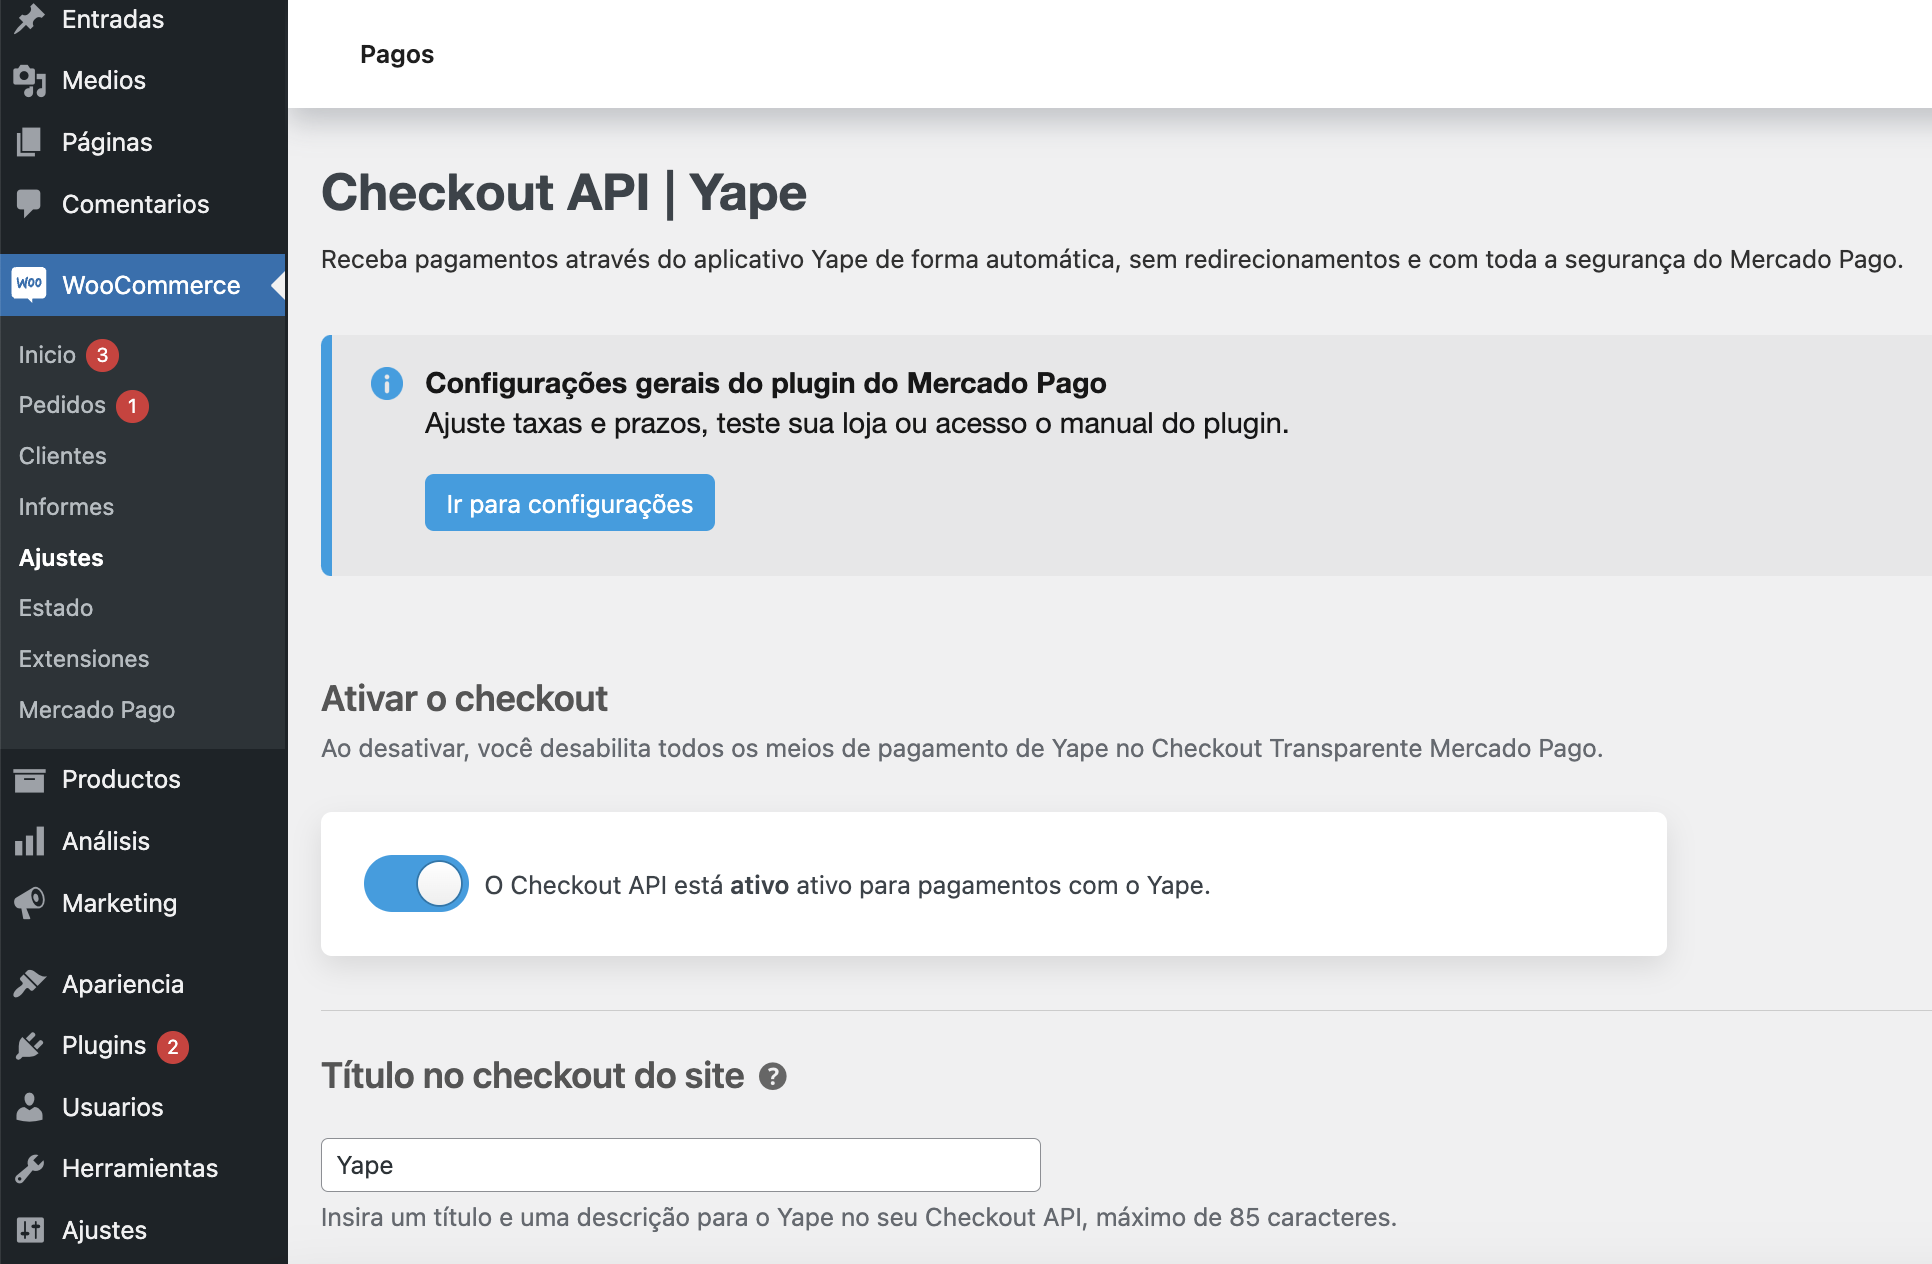 Entradas
Medios
Páginas
Comentarios
woo WooCommerce
Inicio 3
Pedidos 1
Clientes
Informes
Ajustes
Estado
Extensiones
Mercado Pago
Productos
Análisis
Marketing
Apariencia
Plugins 2
Usuarios
Herramientas
Ajustes
Pagos
Checkout API | Yape
Receba pagamentos através do aplicativo Yape de forma automática, sem redirecionamentos e com toda a segurança do Mercado Pago.
Configurações gerais do plugin do Mercado Pago
Ajuste taxas e prazos, teste sua loja ou acesso o manual do plugin.
Ir para configurações
Ativar o checkout
Ao desativar, você desabilita todos os meios de pagamento de Yape no Checkout Transparente Mercado Pago.
O Checkout API está ativo ativo para pagamentos com o Yape.
Título no checkout do site ?
Yape
Insira um título e uma descrição para o Yape no seu Checkout API, máximo de 85 caracteres.